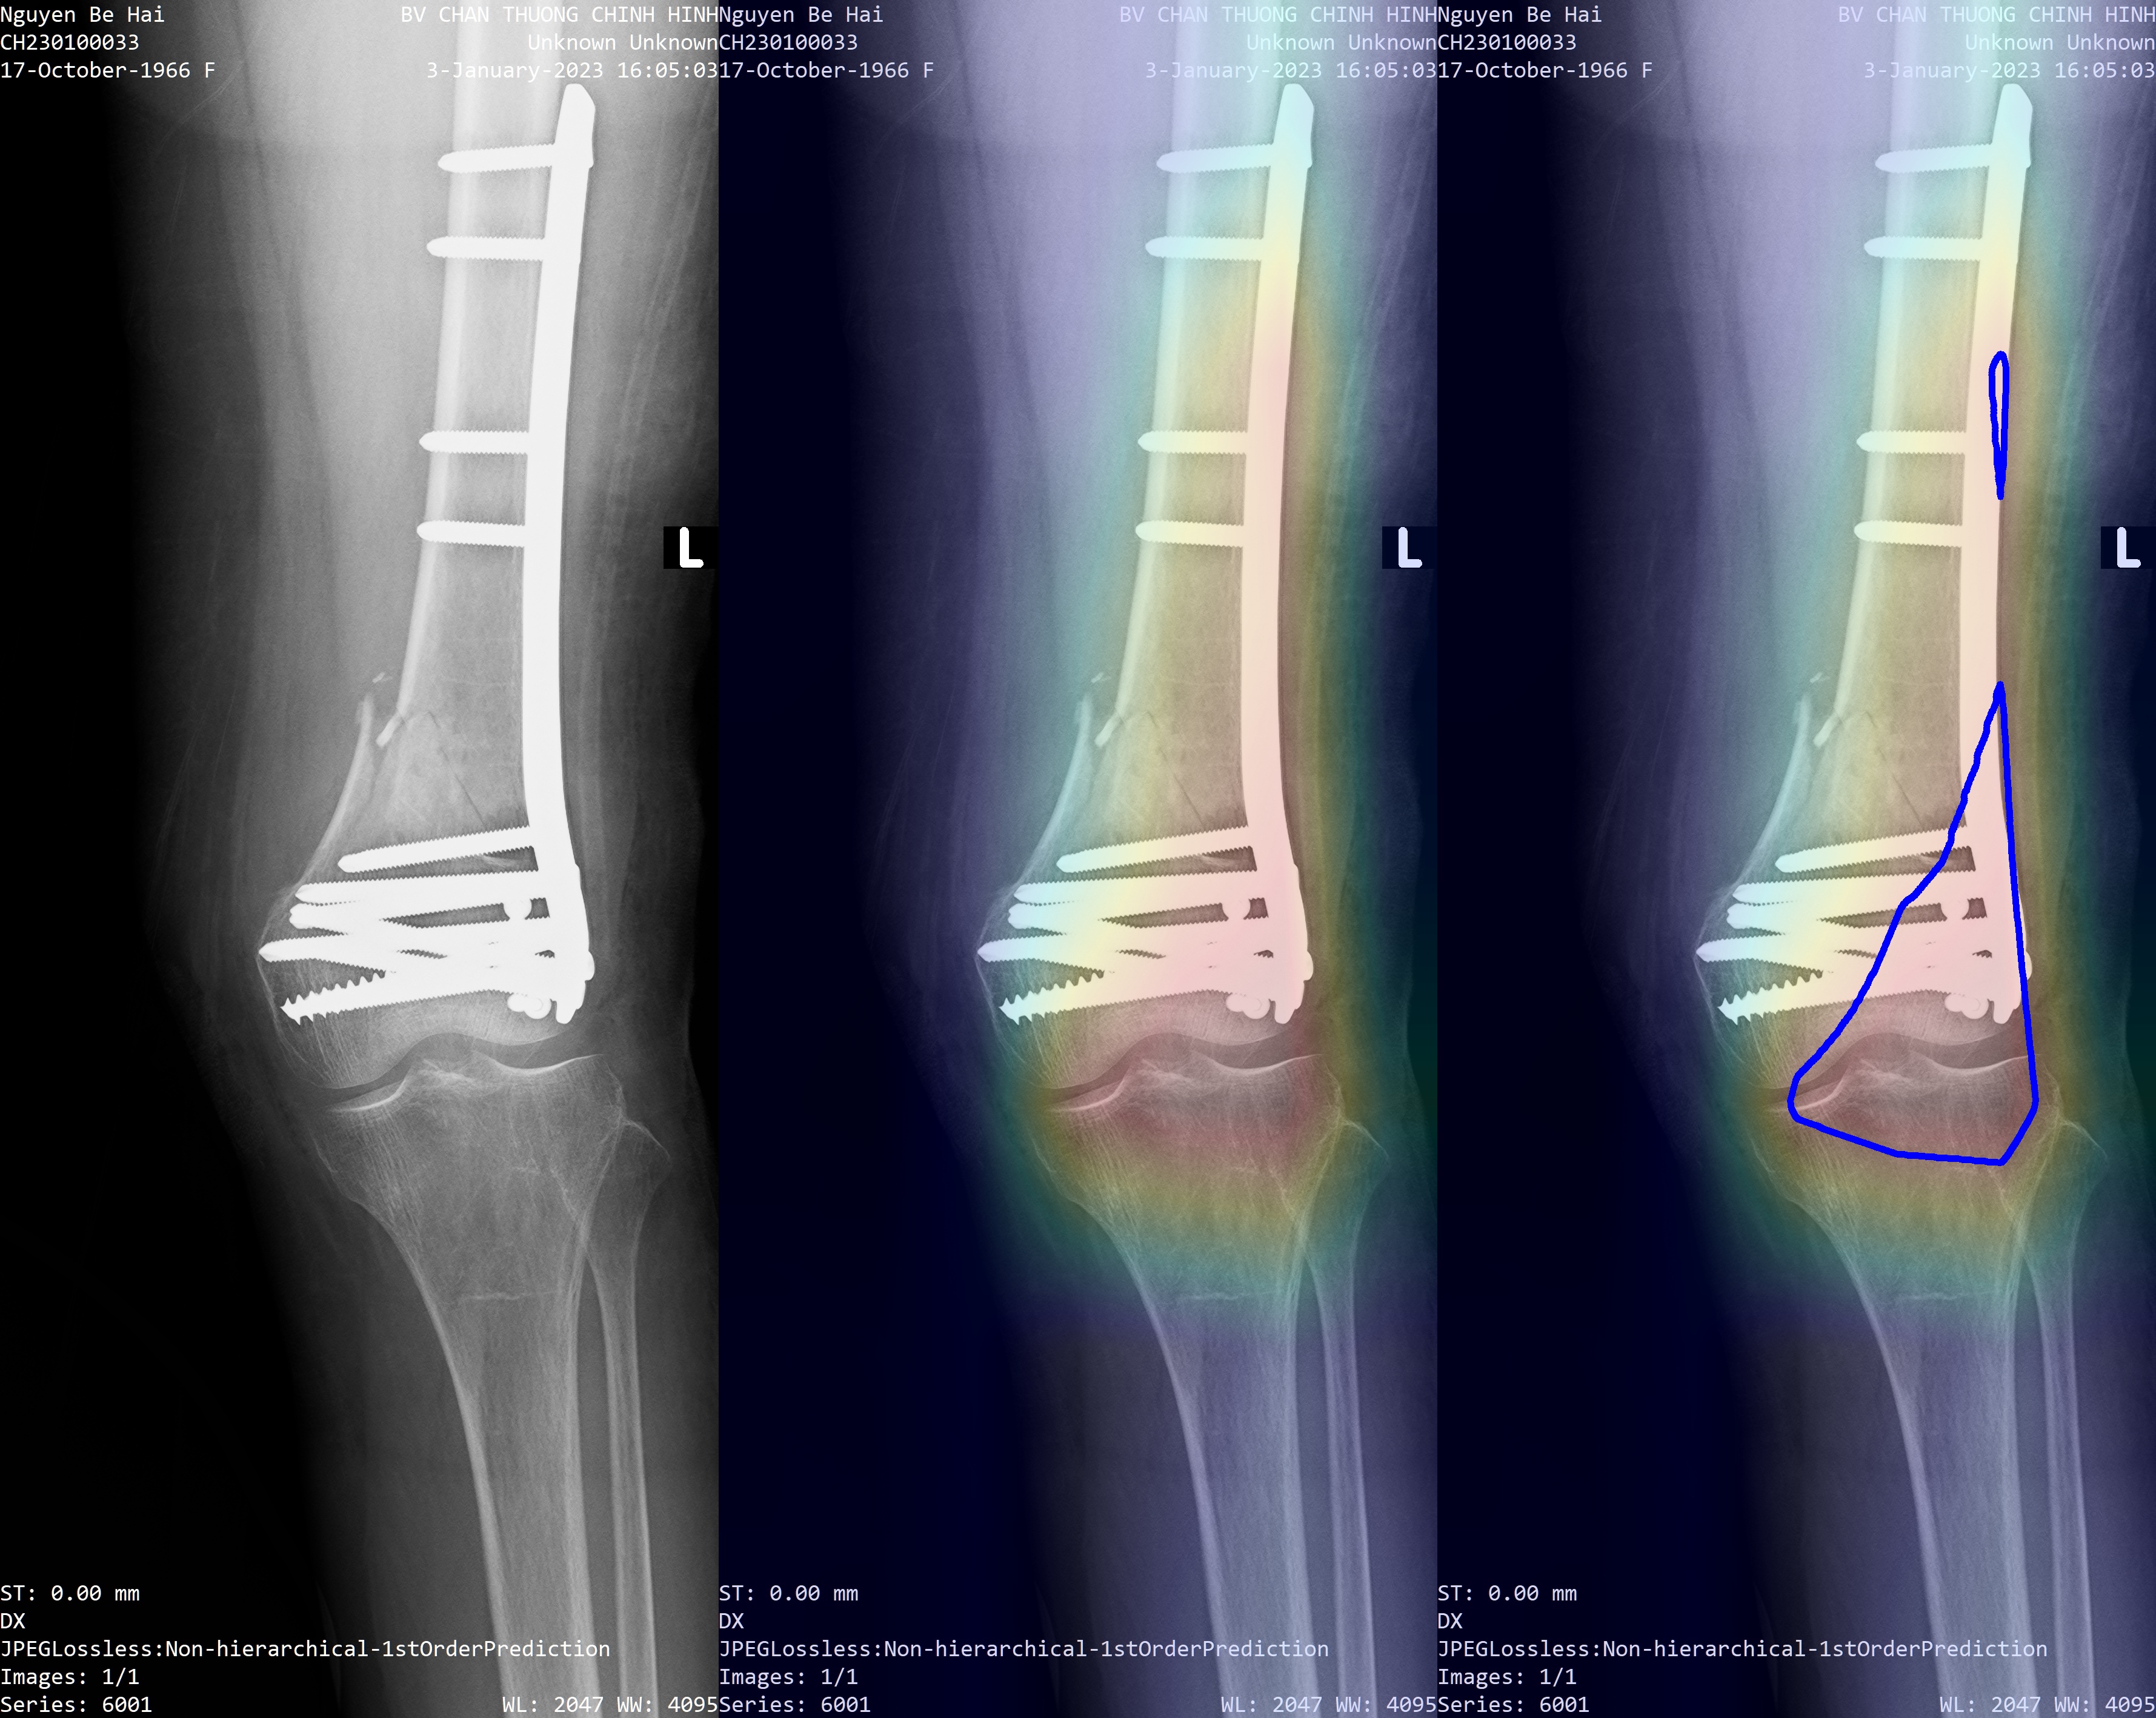 Nguyen Be Hai
CH230100033
17-October-1966 F
BV CHAN THUONG CHINH HINH
Unknown Unknown
3-January-2023 16:05:03
L
ST: 0.00 mm
DX
JPEGLossless:Non-hierarchical-1stOrderPrediction
Images: 1/1
Series: 6001
WL: 2047 WW: 4095
Nguyen Be Hai
CH230100033
17-October-1966 F
BV CHAN THUONG CHINH HINH
Unknown Unknown
3-January-2023 16:05:03
L
ST: 0.00 mm
DX
JPEGLossless:Non-hierarchical-1stOrderPrediction
Images: 1/1
Series: 6001
WL: 2047 WW: 4095
Nguyen Be Hai
CH230100033
17-October-1966 F
BV CHAN THUONG CHINH HINH
Unknown Unknown
3-January-2023 16:05:03
L
ST: 0.00 mm
DX
JPEGLossless:Non-hierarchical-1stOrderPrediction
Images: 1/1
Series: 6001
WL: 2047 WW: 4095